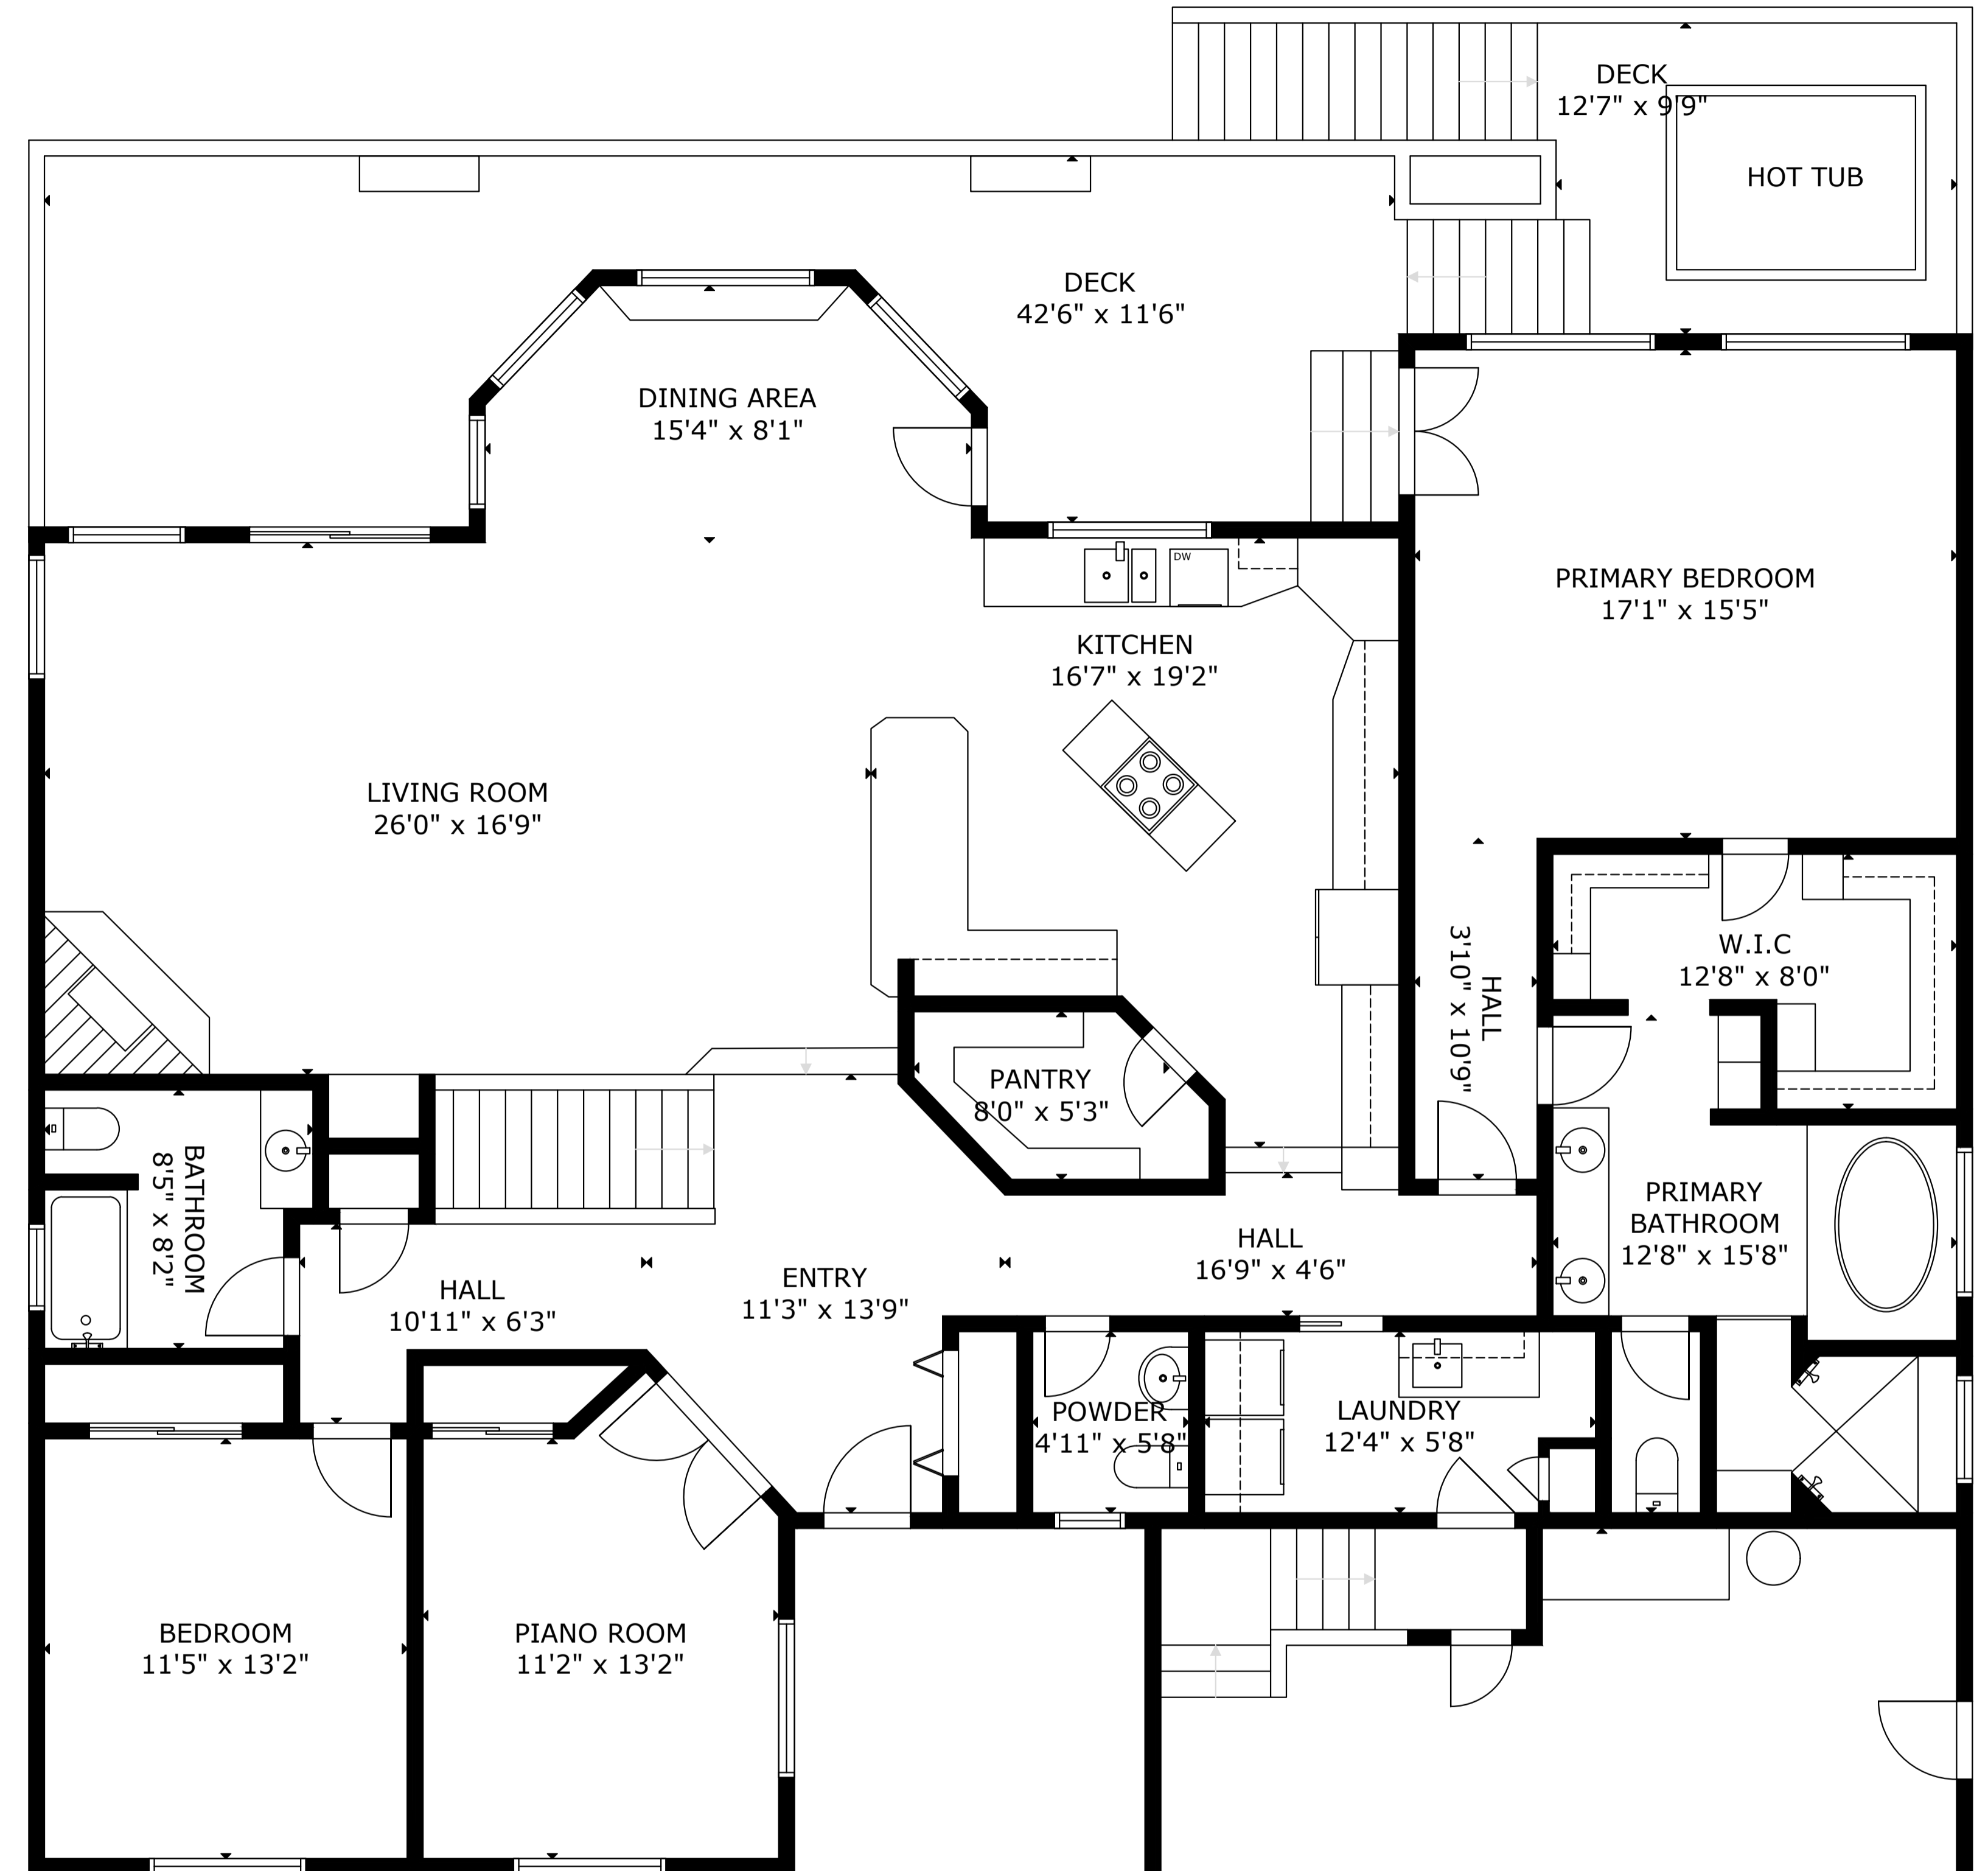 DECK
12'7" x 9'9"
HOT TUB
DECK
42'6" x 11'6"
DINING AREA
15'4" x 8'1"
DW
PRIMARY BEDROOM
17'1" x 15'5"
KITCHEN
16'7" x 19'2"
LIVING ROOM
26'0" x 16'9"
W.I.C
12'8" x 8'0"
HALL
3'10" x 10'9"
PANTRY
8'0" x 5'3"
BATHROOM
8'5" x 8'2"
PRIMARY
BATHROOM
12'8" x 15'8"
HALL
16'9" x 4'6"
ENTRY
11'3" x 13'9"
HALL
10'11" x 6'3"
POWDER
4'11" x 5'8"
LAUNDRY
12'4" x 5'8"
BEDROOM
11'5" x 13'2"
PIANO ROOM
11'2" x 13'2"